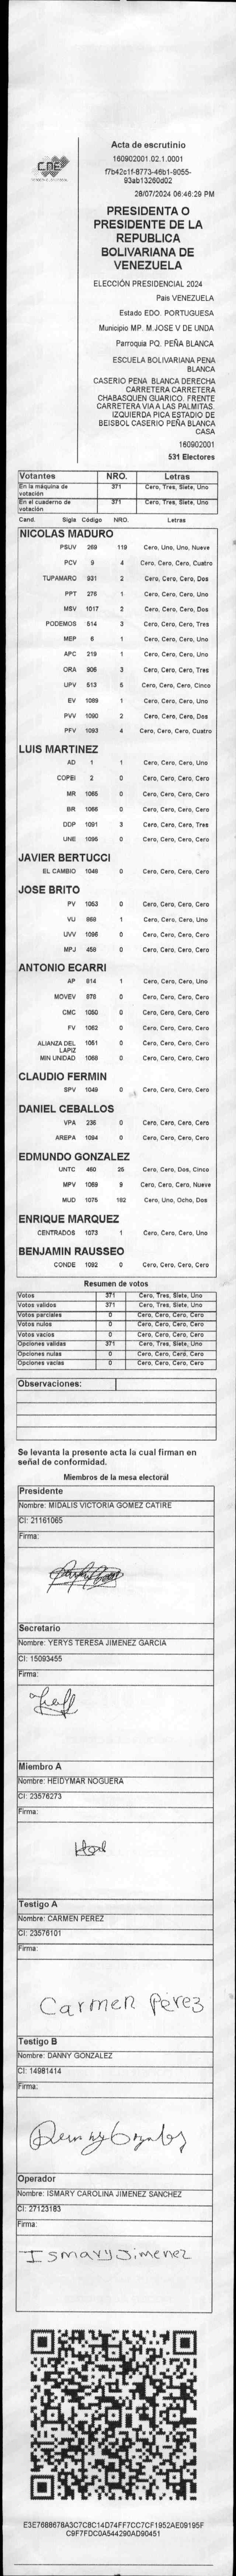 CNE
Acta de escrutinio
160902001.02.1.0001
f7b42c1f-8773-46b1-9055-
93ab13260d02
28/07/2024 06:46:29 PM
PRESIDENTA O
PRESIDENTE DE LA
REPUBLICA
BOLIVARIANA DE
VENEZUELA
ELECCIÓN PRESIDENCIAL 2024
Pais VENEZUELA
Estado EDO. PORTUGUESA
Municipio MP. M.JOSE V DE UNDA
Parroquia PQ. PEÑA BLANCA
ESCUELA BOLIVARIANA PENA
BLANCA
CASERIO PENA BLANCA DERECHA
CARRETERA CARRETERA
CHABASQUEN GUARICO. FRENTE
CARRETERA VIA A LAS PALMITAS.
IZQUIERDA PICA ESTADIO DE
BEISBOL CASERIO PEÑA BLANCA
CASA
160902001
531 Electores
Votantes NRO. Letras
En la máquina de votación 371 Cero, Tres, Siete, Uno
En el cuaderno de votación 371 Cero, Tres, Siete, Uno
Cand. Sigla Código NRO. Letras
NICOLAS MADURO
PSUV 269 119 Cero, Uno, Uno, Nueve
PCV 9 4 Cero, Cero, Cero, Cuatro
TUPAMARO 931 2 Cero, Cero, Cero, Dos
PPT 276 1 Cero, Cero, Cero, Uno
MSV 1017 2 Cero, Cero, Cero, Dos
PODEMOS 514 3 Cero, Cero, Cero, Tres
MEP 6 1 Cero, Cero, Cero, Uno
APC 219 1 Cero, Cero, Cero, Uno
ORA 906 3 Cero, Cero, Cero, Tres
UPV 513 5 Cero, Cero, Cero, Cinco
EV 1089 1 Cero, Cero, Cero, Uno
PVV 1090 2 Cero, Cero, Cero, Dos
PFV 1093 4 Cero, Cero, Cero, Cuatro
LUIS MARTINEZ
AD 1 1 Cero, Cero, Cero, Uno
COPEI 2 0 Cero, Cero, Cero, Cero
MR 1065 0 Cero, Cero, Cero, Cero
BR 1066 0 Cero, Cero, Cero, Cero
DDP 1091 3 Cero, Cero, Cero, Tres
UNE 1095 0 Cero, Cero, Cero, Cero
JAVIER BERTUCCI
EL CAMBIO 1048 0 Cero, Cero, Cero, Cero
JOSE BRITO
PV 1053 0 Cero, Cero, Cero, Cero
VU 869 1 Cero, Cero, Cero, Uno
UVV 1096 0 Cero, Cero, Cero, Cero
MPJ 458 0 Cero, Cero, Cero, Cero
ANTONIO ECARRI
AP 814 1 Cero, Cero, Cero, Uno
MOVEV 878 0 Cero, Cero, Cero, Cero
CMC 1050 0 Cero, Cero, Cero, Cero
FV 1062 0 Cero, Cero, Cero, Cero
ALIANZA DEL LAPIZ 1051 0 Cero, Cero, Cero, Cero
MIN UNIDAD 1068 0 Cero, Cero, Cero, Cero
CLAUDIO FERMIN
SPV 1049 0 Cero, Cero, Cero, Cero
DANIEL CEBALLOS
VPA 236 0 Cero, Cero, Cero, Cero
AREPA 1094 0 Cero, Cero, Cero, Cero
EDMUNDO GONZALEZ
UNTC 460 25 Cero, Cero, Dos, Cinco
MPV 1069 9 Cero, Cero, Cero, Nueve
MUD 1075 182 Cero, Uno, Ocho, Dos
ENRIQUE MARQUEZ
CENTRADOS 1073 1 Cero, Cero, Cero, Uno
BENJAMIN RAUSSEO
CONDE 1092 0 Cero, Cero, Cero, Cero
Resumen de votos
Votos 371 Cero, Tres, Siete, Uno
Votos validos 371 Cero, Tres, Siete, Uno
Votos parciales 0 Cero, Cero, Cero, Cero
Votos nulos 0 Cero, Cero, Cero, Cero
Votos vacios 0 Cero, Cero, Cero, Cero
Opciones validas 371 Cero, Tres, Siete, Uno
Opciones nulas 0 Cero, Cero, Cero, Cero
Opciones vacias 0 Cero, Cero, Cero, Cero
Observaciones:
Se levanta la presente acta la cual firman en
señal de conformidad.
Miembros de la mesa electoral
Presidente
Nombre: MIDALIS VICTORIA GOMEZ CATIRE
CI: 21161065
Firma:
Secretario
Nombre: YERYS TERESA JIMENEZ GARCIA
CI: 15093455
Firma:
Miembro A
Nombre: HEIDYMAR NOGUERA
CI: 23576273
Firma:
Testigo A
Nombre: CARMEN PEREZ
CI: 23576101
Firma:
Carmen Pérez
Testigo B
Nombre: DANNY GONZALEZ
CI: 14981414
Firma:
Operador
Nombre: ISMARY CAROLINA JIMENEZ SANCHEZ
CI: 27123183
Firma:
Ismary Jimenez
E3E7688678A3C7C8C14D74FF7CC7CF1952AE09195F
C9F7FDC0A544290AD90451